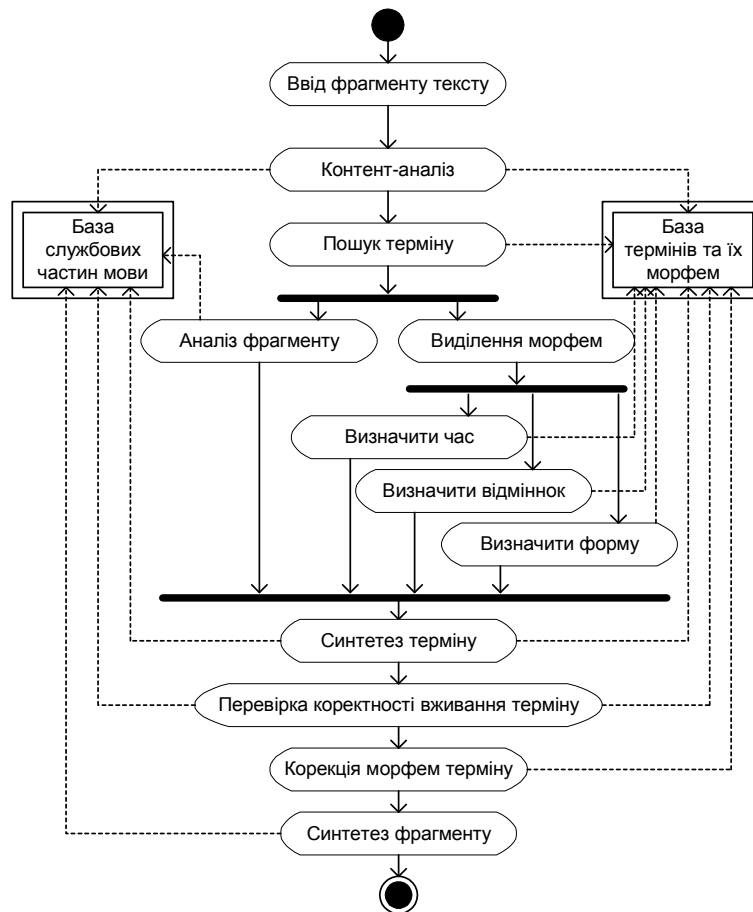 Ввід фрагменту тексту
Контент-аналіз
База
службових
частин мови
Пошук терміну
База
термінів та їх
морфем
Аналіз фрагменту
Виділення морфем
Визначити час
Визначити відміннок
Визначити форму
Синтетез терміну
Перевірка коректності вживання терміну
Корекція морфем терміну
Синтетез фрагменту